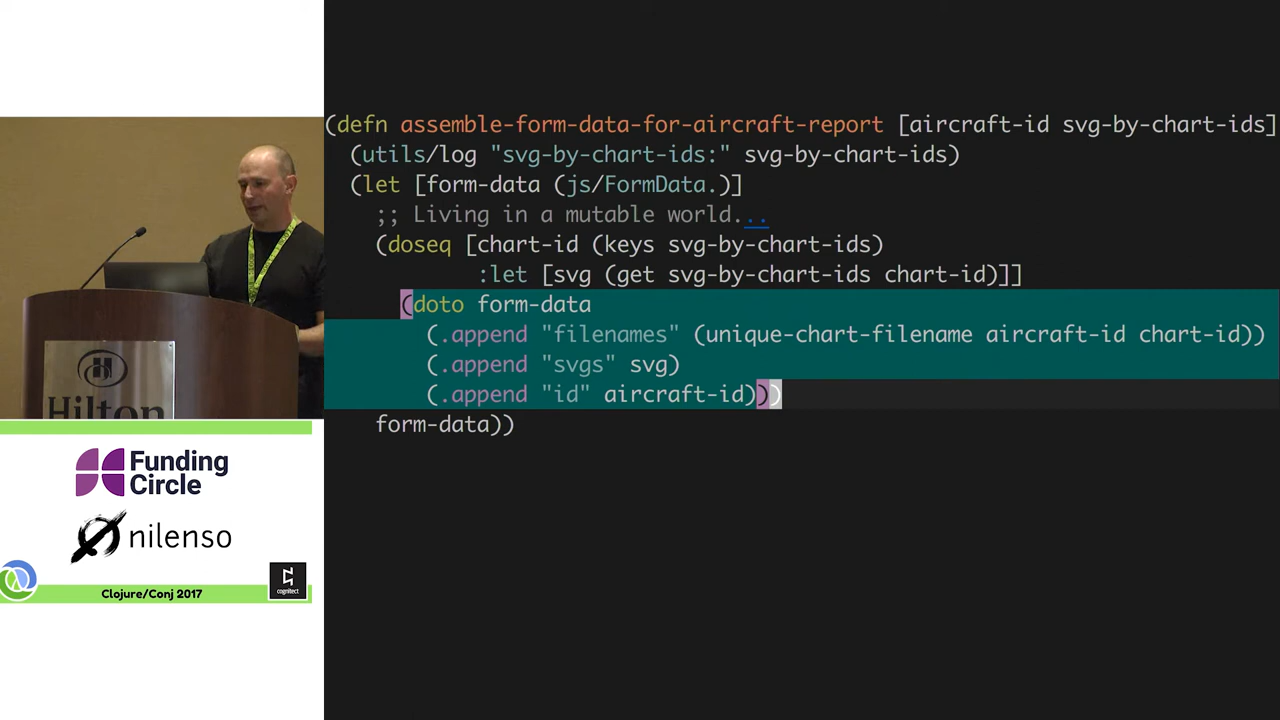 (defn assemble-form-data-for-aircraft-report [aircraft-id svg-by-chart-ids]
(utils/log "svg-by-chart-ids:" svg-by-chart-ids)
(let [form-data (js/FormData.)]
;; Living in a mutable world...
(doseq [chart-id (keys svg-by-chart-ids)
:let [svg (get svg-by-chart-ids chart-id)]]
(doto form-data
(.append "filenames" (unique-chart-filename aircraft-id chart-id))
(.append "svgs" svg)
(.append "id" aircraft-id)))
form-data))
Hilton
Funding
Circle
nilenso
Clojure/Conj 2017
cognitect